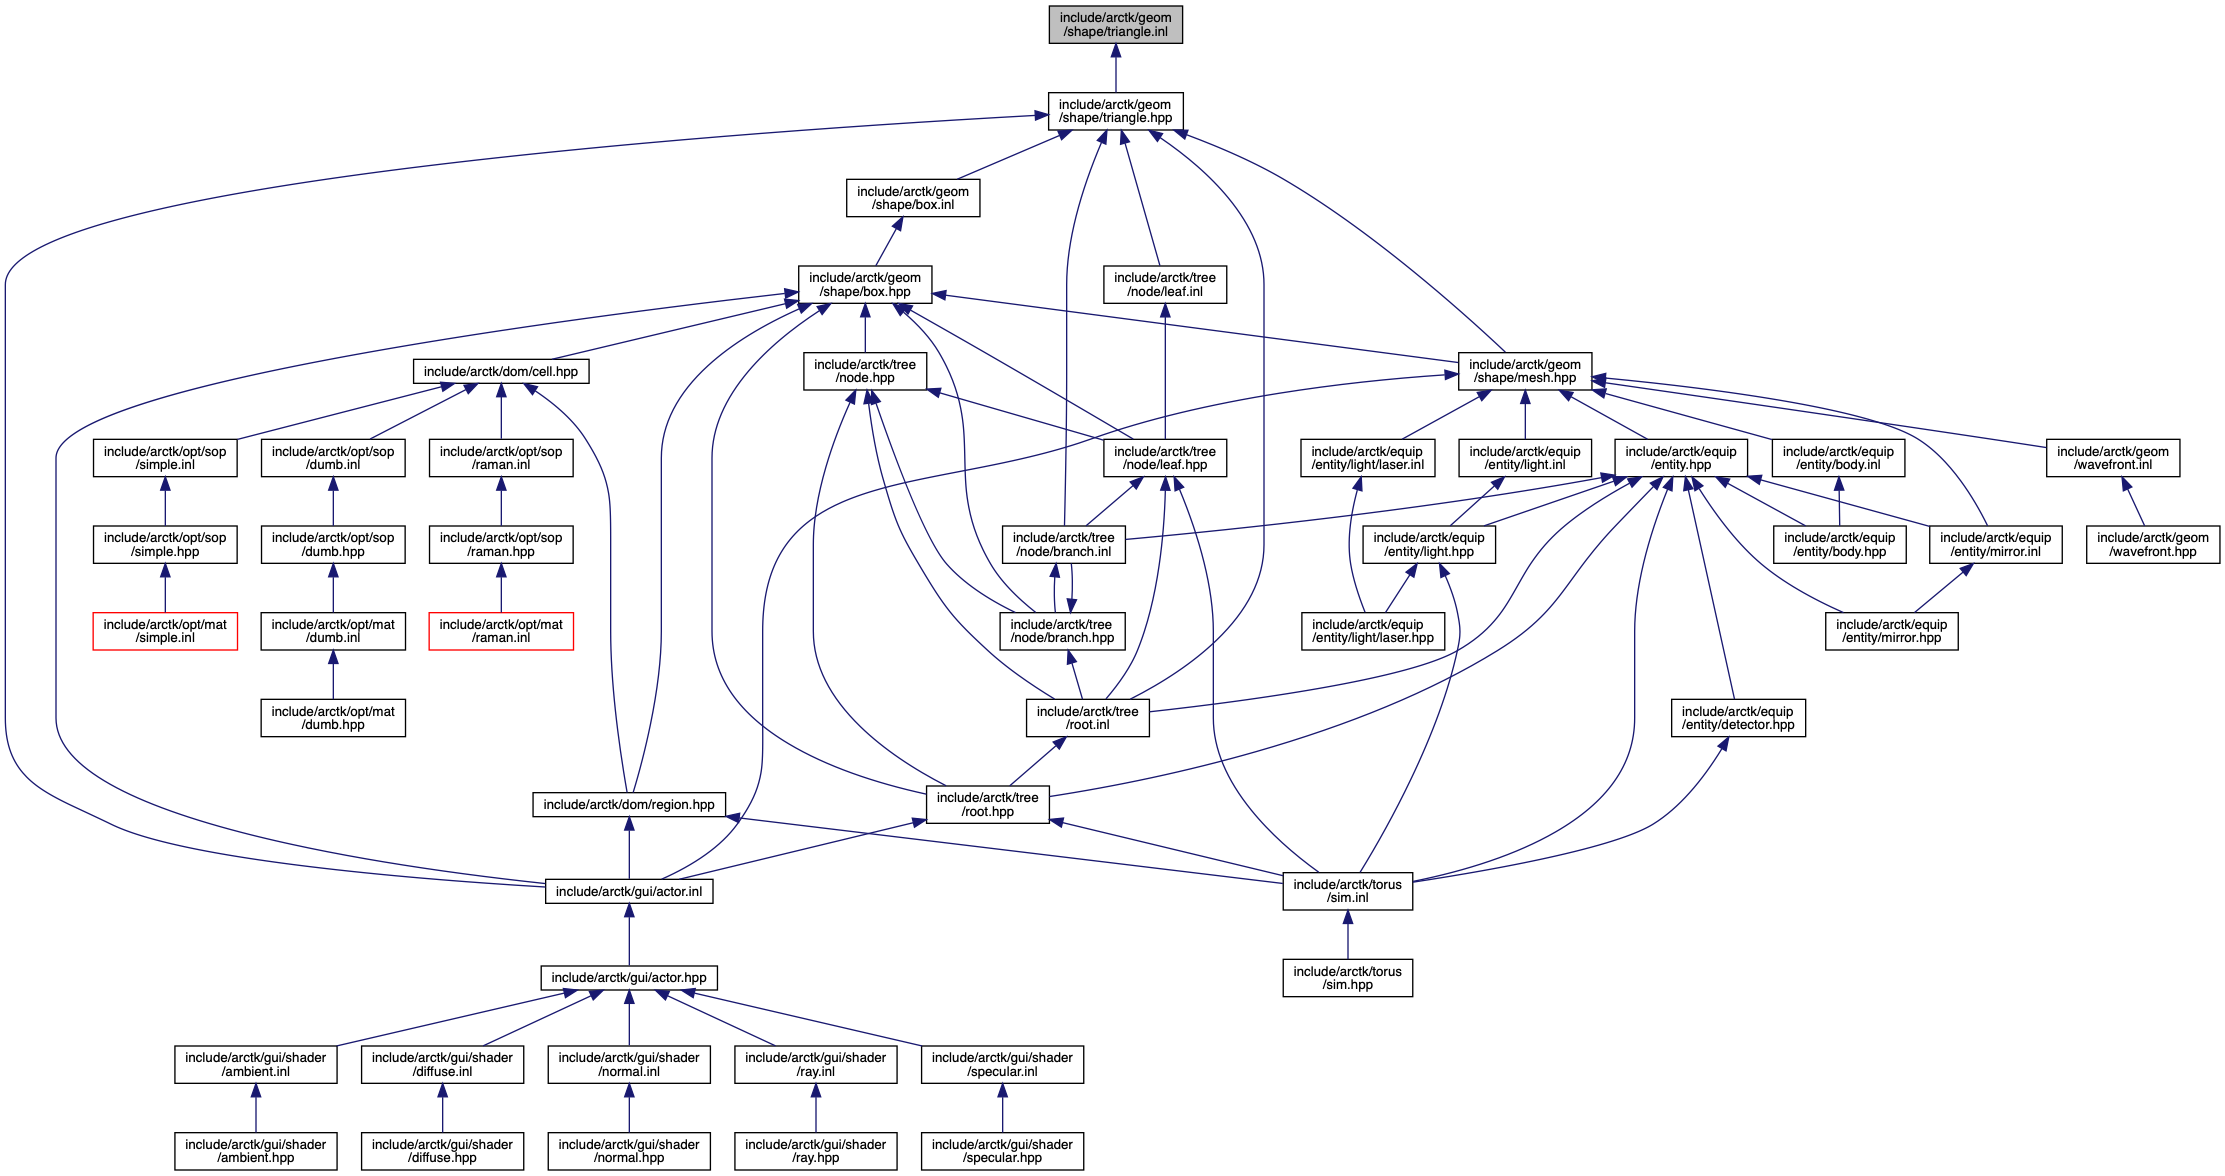 include/arctk/geom
/shape/triangle.inl
include/arctk/geom
/shape/triangle.hpp
include/arctk/geom
/shape/box.inl
include/arctk/geom
/shape/box.hpp
include/arctk/tree
/node/leaf.inl
include/arctk/dom/cell.hpp
include/arctk/tree
/node.hpp
include/arctk/geom
/shape/mesh.hpp
include/arctk/opt/sop
/simple.inl
include/arctk/opt/sop
/dumb.inl
include/arctk/opt/sop
/raman.inl
include/arctk/tree
/node/leaf.hpp
include/arctk/equip
/entity/light/laser.inl
include/arctk/equip
/entity/light.inl
include/arctk/equip
/entity.hpp
include/arctk/equip
/entity/body.inl
include/arctk/geom
/wavefront.inl
include/arctk/opt/sop
/simple.hpp
include/arctk/opt/sop
/dumb.hpp
include/arctk/opt/sop
/raman.hpp
include/arctk/tree
/node/branch.inl
include/arctk/equip
/entity/light.hpp
include/arctk/equip
/entity/body.hpp
include/arctk/equip
/entity/mirror.inl
include/arctk/geom
/wavefront.hpp
include/arctk/opt/mat
/simple.inl
include/arctk/opt/mat
/dumb.inl
include/arctk/opt/mat
/raman.inl
include/arctk/tree
/node/branch.hpp
include/arctk/equip
/entity/light/laser.hpp
include/arctk/equip
/entity/mirror.hpp
include/arctk/opt/mat
/dumb.hpp
include/arctk/tree
/root.inl
include/arctk/equip
/entity/detector.hpp
include/arctk/dom/region.hpp
include/arctk/tree
/root.hpp
include/arctk/gui/actor.inl
include/arctk/torus
/sim.inl
include/arctk/gui/actor.hpp
include/arctk/torus
/sim.hpp
include/arctk/gui/shader
/ambient.inl
include/arctk/gui/shader
/diffuse.inl
include/arctk/gui/shader
/normal.inl
include/arctk/gui/shader
/ray.inl
include/arctk/gui/shader
/specular.inl
include/arctk/gui/shader
/ambient.hpp
include/arctk/gui/shader
/diffuse.hpp
include/arctk/gui/shader
/normal.hpp
include/arctk/gui/shader
/ray.hpp
include/arctk/gui/shader
/specular.hpp